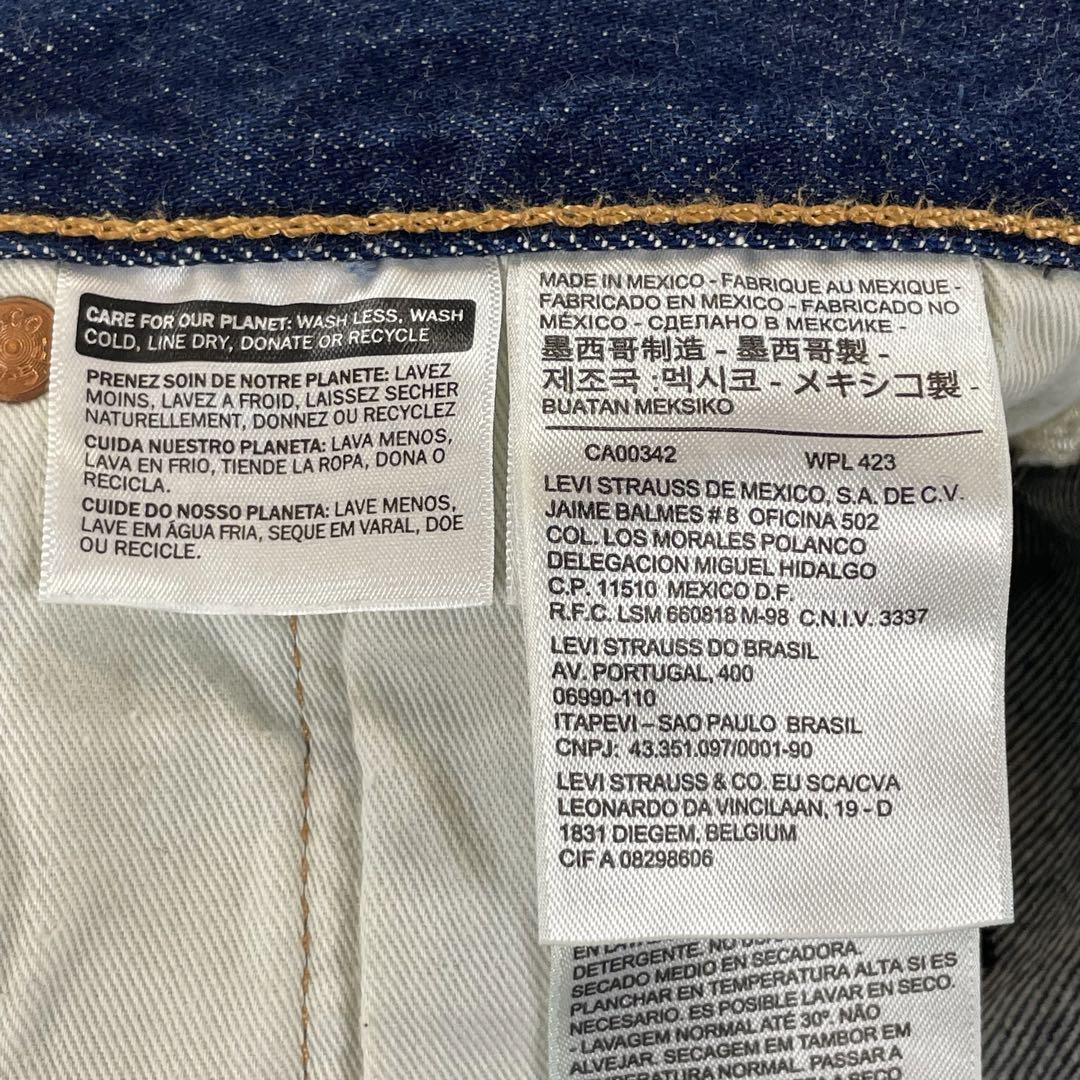 CARE FOR OUR PLANET: WASH LESS, WASH
COLD, LINE DRY, DONATE OR RECYCLE
PRENEZ SOIN DE NOTRE PLANETE: LAVEZ
MOINS, LAVEZ A FROID, LAISSEZ SECHER
NATURELLEMENT, DONNEZ OU RECYCLEZ
CUIDA NUESTRO PLANETA: LAVA MENOS,
LAVA EN FRIO, TIENDE LA ROPA, DONA O
RECICLA.
CUIDE DO NOSSO PLANETA: LAVE MENOS,
LAVE EM ÁGUA FRIA, SEQUE EM VARAL, DOE
OU RECICLE.
MADE IN MEXICO - FABRIQUE AU MEXIQUE -
FABRICADO EN MEXICO - FABRICADO NO
MÉXICO - СДЕЛАНО В МЕКСИКЕ -
墨西哥制造 - 墨西哥製 -
제조국 : 멕시코 - メキシコ製 -
BUATAN MEKSIKO
CA00342 WPL 423
LEVI STRAUSS DE MEXICO, S.A. DE C.V.
JAIME BALMES # 8 OFICINA 502
COL. LOS MORALES POLANCO
DELEGACION MIGUEL HIDALGO
C.P. 11510 MEXICO D.F.
R.F.C. LSM 660818 M-98 C.N.I.V. 3337
LEVI STRAUSS DO BRASIL
AV. PORTUGAL, 400
06990-110
ITAPEVI – SAO PAULO BRASIL
CNPJ: 43.351.097/0001-90
LEVI STRAUSS & CO. EU SCA/CVA
LEONARDO DA VINCILAAN, 19 - D
1831 DIEGEM, BELGIUM
CIF A 08298606
DETERGENTE. NO
SECADO MEDIO EN SECADORA.
PLANCHAR EN TEMPERATURA ALTA SI ES
NECESARIO. ES POSIBLE LAVAR EN SECO.
- LAVAGEM NORMAL ATÉ 30º. NÃO
ALVEJAR. SECAGEM EM TAMBOR EM
TEMPERATURA NORMAL. PASSAR A